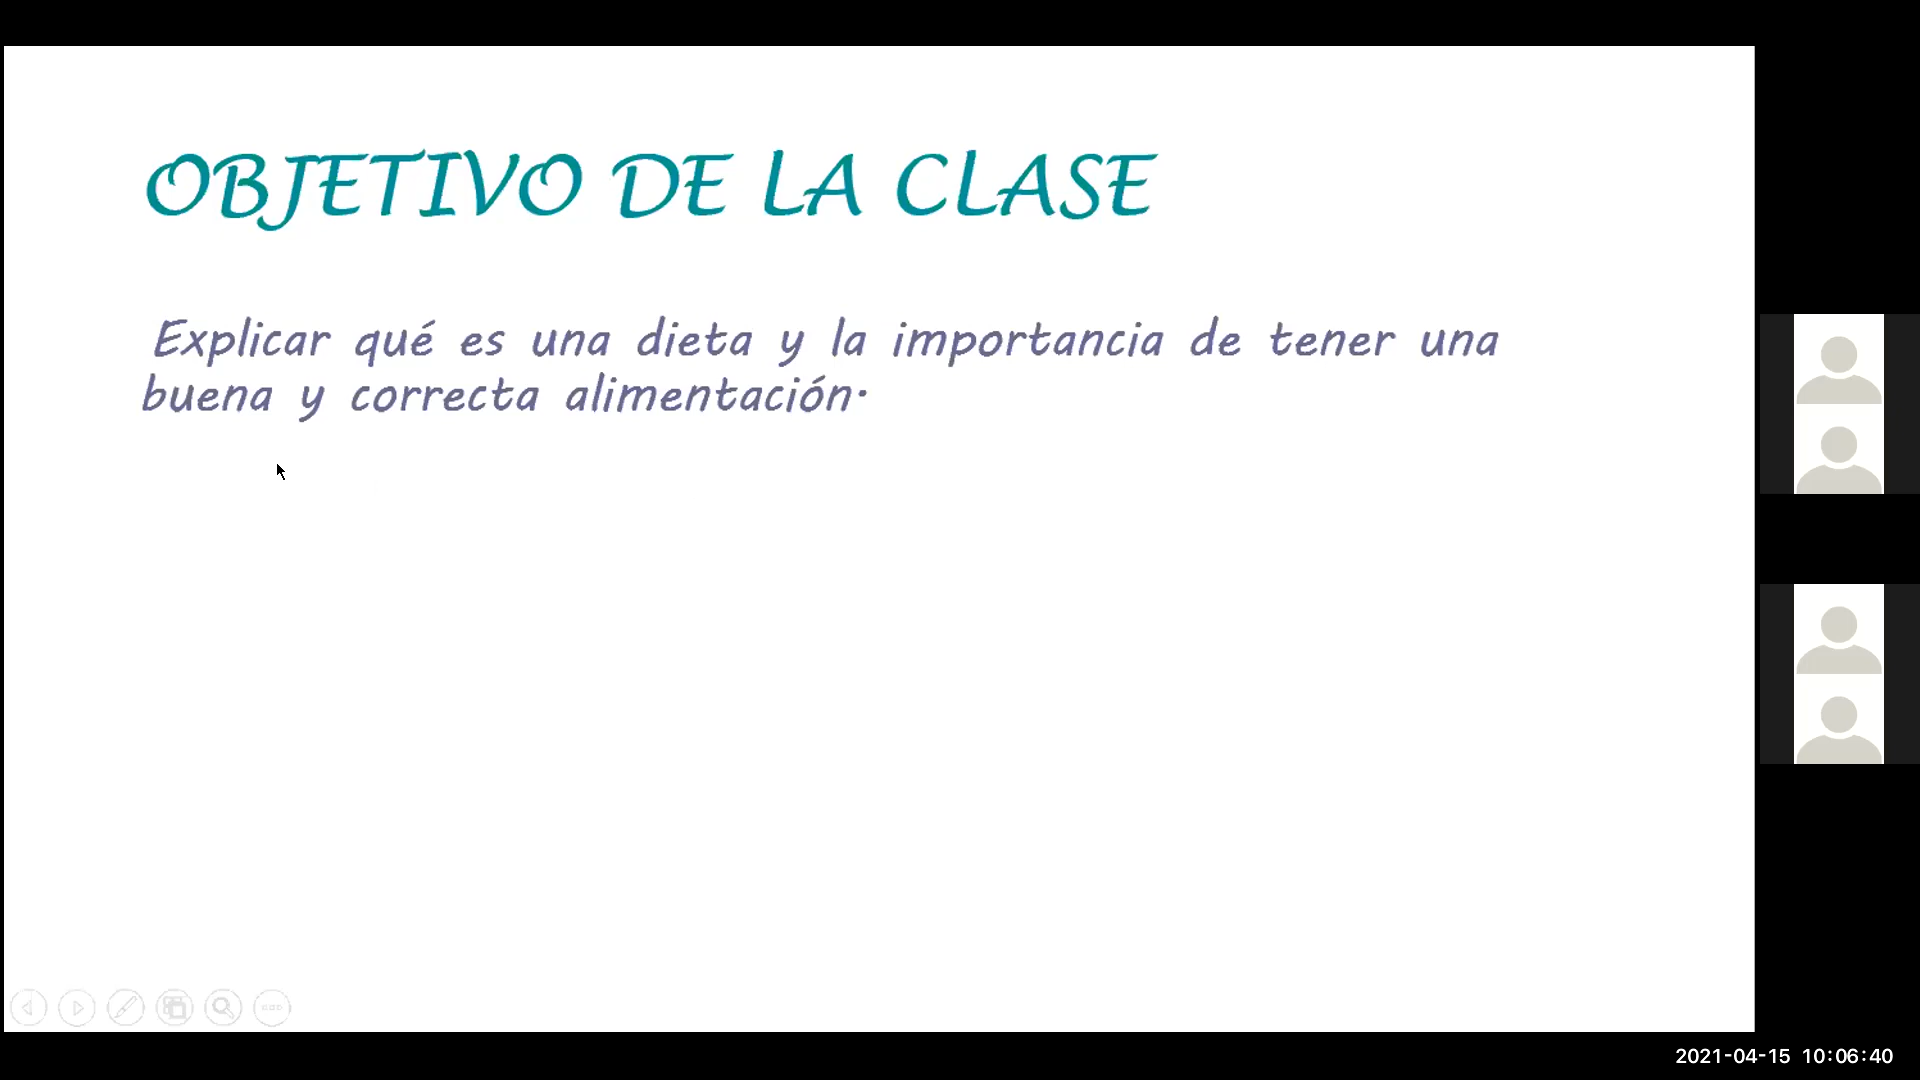 OBJETIVO DE LA CLASE
Explicar qué es una dieta y la importancia de tener una
buena y correcta alimentación.
2021-04-15 10:06:40